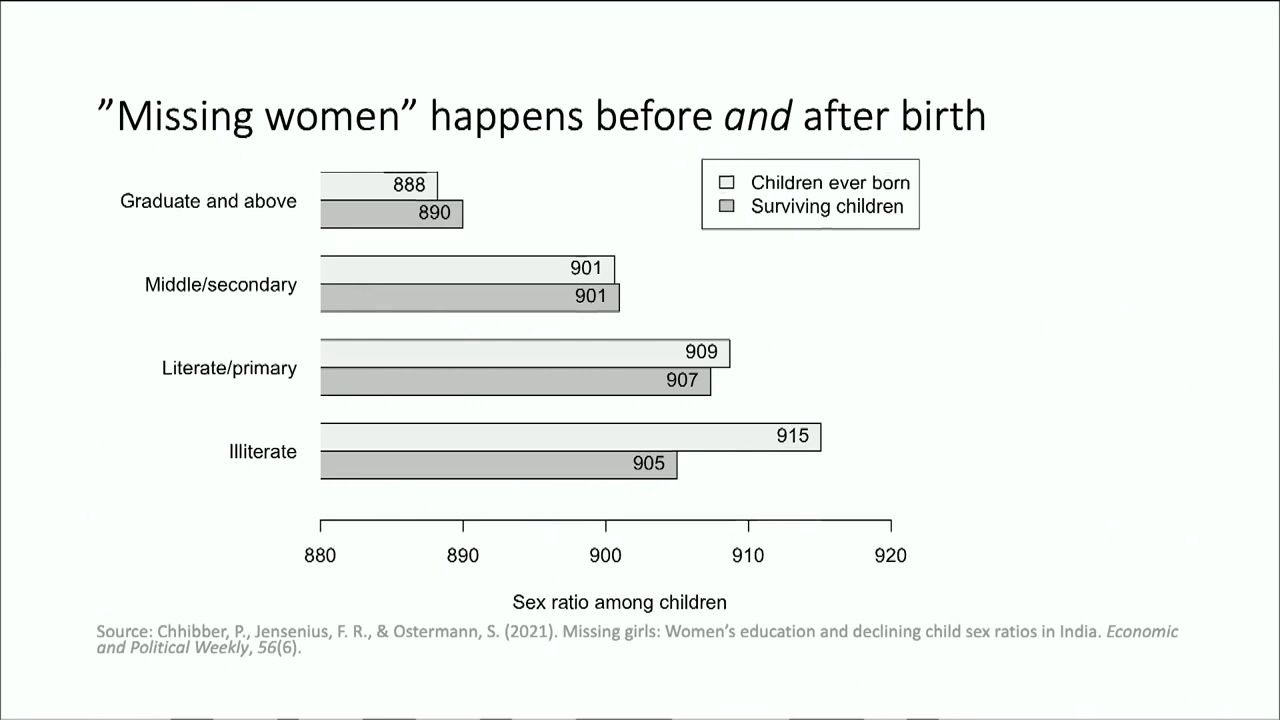 ”Missing women” happens before and after birth
Children ever born
Surviving children
Graduate and above
888
890
Middle/secondary
901
901
Literate/primary
909
907
Illiterate
915
905
880 890 900 910 920
Sex ratio among children
Source: Chhibber, P., Jensenius, F. R., & Ostermann, S. (2021). Missing girls: Women’s education and declining child sex ratios in India. Economic
and Political Weekly, 56(6).